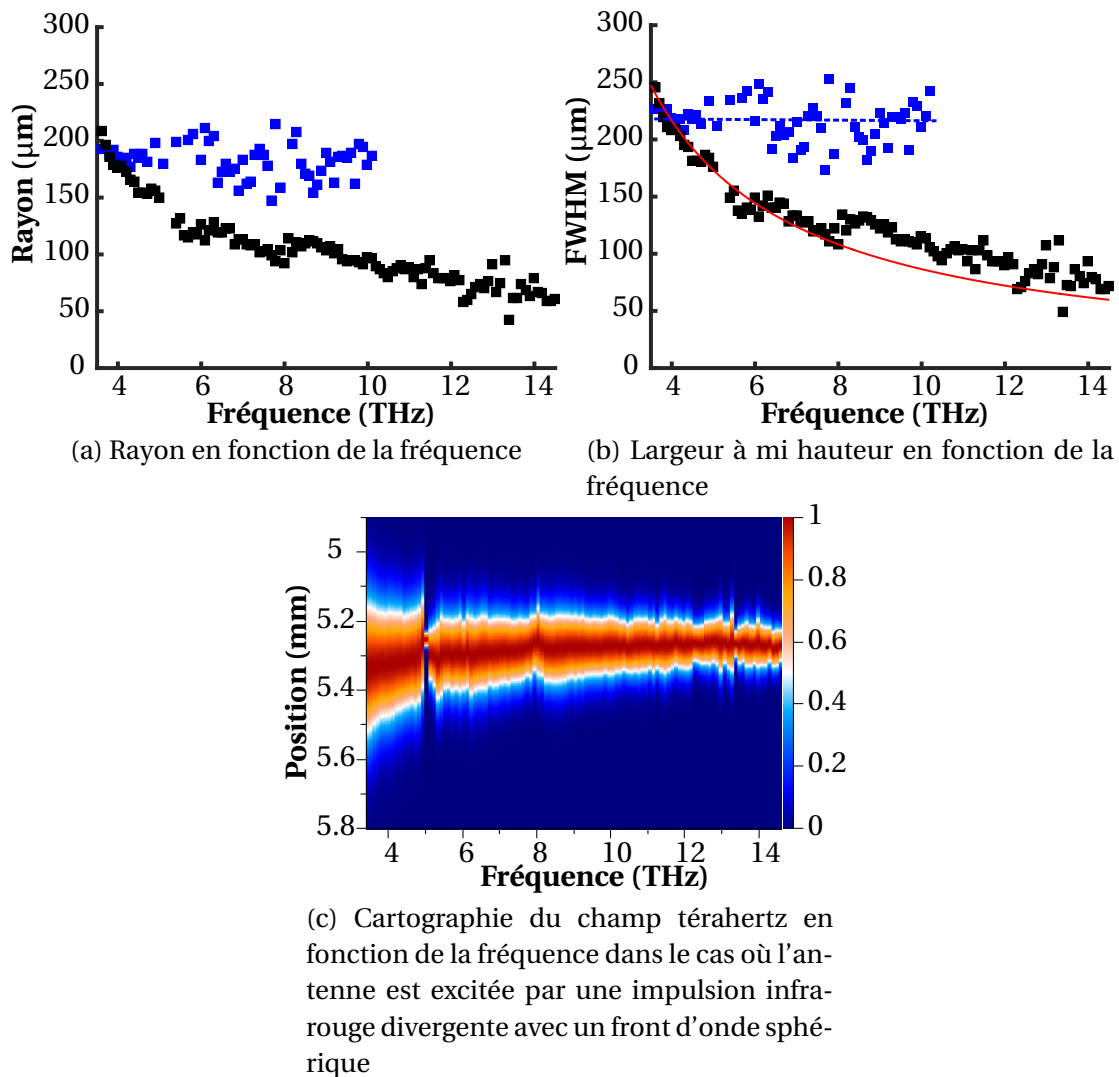 300
250
200
150
100
50
0
4 6 8 10 12 14
Rayon (µm)
Fréquence (THz)
(a) Rayon en fonction de la fréquence
300
250
200
150
100
50
0
4 6 8 10 12 14
FWHM (µm)
Fréquence (THz)
(b) Largeur à mi hauteur en fonction de la
fréquence
5
5.2
5.4
5.6
5.8
Position (mm)
4 6 8 10 12 14
Fréquence (THz)
1
0.8
0.6
0.4
0.2
0
(c) Cartographie du champ térahertz en
fonction de la fréquence dans le cas où l'an-
tenne est excitée par une impulsion infra-
rouge divergente avec un front d'onde sphé-
rique